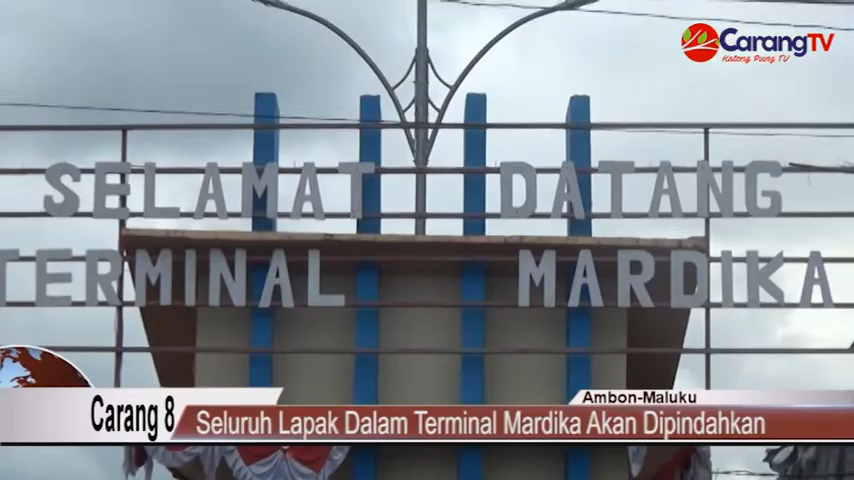 CarangTV
Katong Pung TV
SELAMAT DATANG
TERMINAL MARDIKA
Ambon-Maluku
Carang 8
Seluruh Lapak Dalam Terminal Mardika Akan Dipindahkan